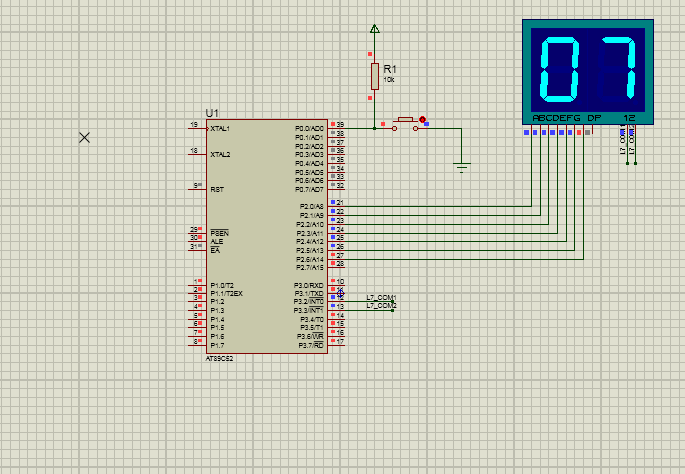 07
ABCDEFG DP 12
L7_COM1
L7_COM2
R1
10k
U1
19 XTAL1
18 XTAL2
9 RST
29 PSEN
30 ALE
31 EA
1 P1.0/T2
2 P1.1/T2EX
3 P1.2
4 P1.3
5 P1.4
6 P1.5
7 P1.6
8 P1.7
P0.0/AD0 39
P0.1/AD1 38
P0.2/AD2 37
P0.3/AD3 36
P0.4/AD4 35
P0.5/AD5 34
P0.6/AD6 33
P0.7/AD7 32
P2.0/A8 21
P2.1/A9 22
P2.2/A10 23
P2.3/A11 24
P2.4/A12 25
P2.5/A13 26
P2.6/A14 27
P2.7/A15 28
P3.0/RXD 10
P3.1/TXD 11
P3.2/INT0 12
P3.3/INT1 13
P3.4/T0 14
P3.5/T1 15
P3.6/WR 16
P3.7/RD 17
L7_COM1
L7_COM2
AT89C52